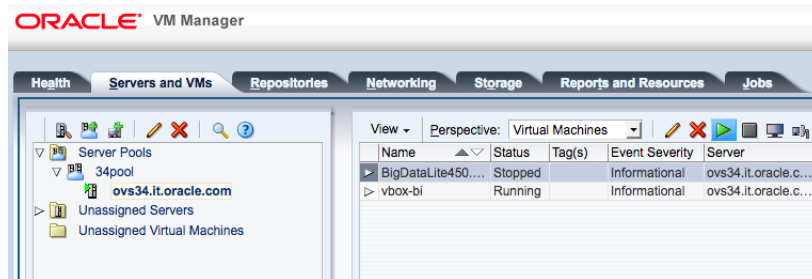 ORACLE VM Manager
Health Servers and VMs Repositories Networking Storage Reports and Resources Jobs
View Perspective: Virtual Machines
Server Pools
34pool
ovs34.it.oracle.com
Unassigned Servers
Unassigned Virtual Machines
Name Status Tag(s) Event Severity Server
BigDataLite450.... Stopped Informational ovs34.it.oracle.c...
vbox-bi Running Informational ovs34.it.oracle.c...